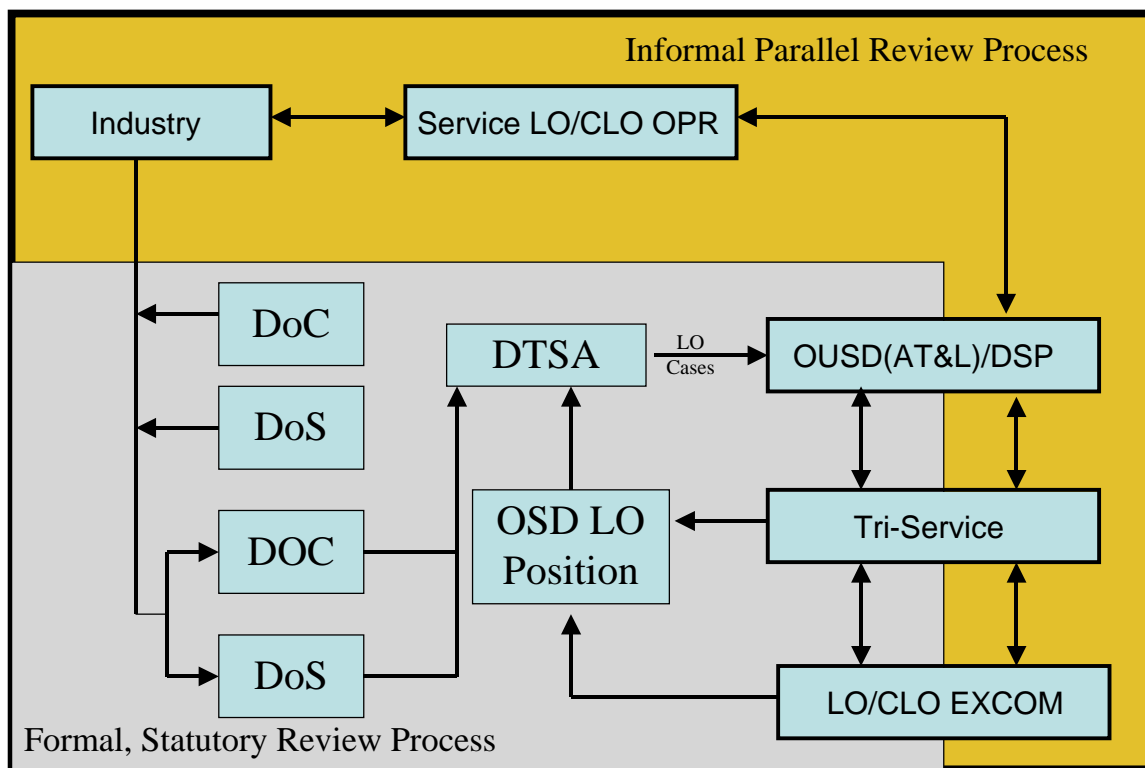 Informal Parallel Review Process
Industry
Service LO/CLO OPR
DoC
DTSA
LO
Cases
OUSD(AT&L)/DSP
DoS
OSD LO
Position
Tri-Service
DOC
DoS
LO/CLO EXCOM
Formal, Statutory Review Process